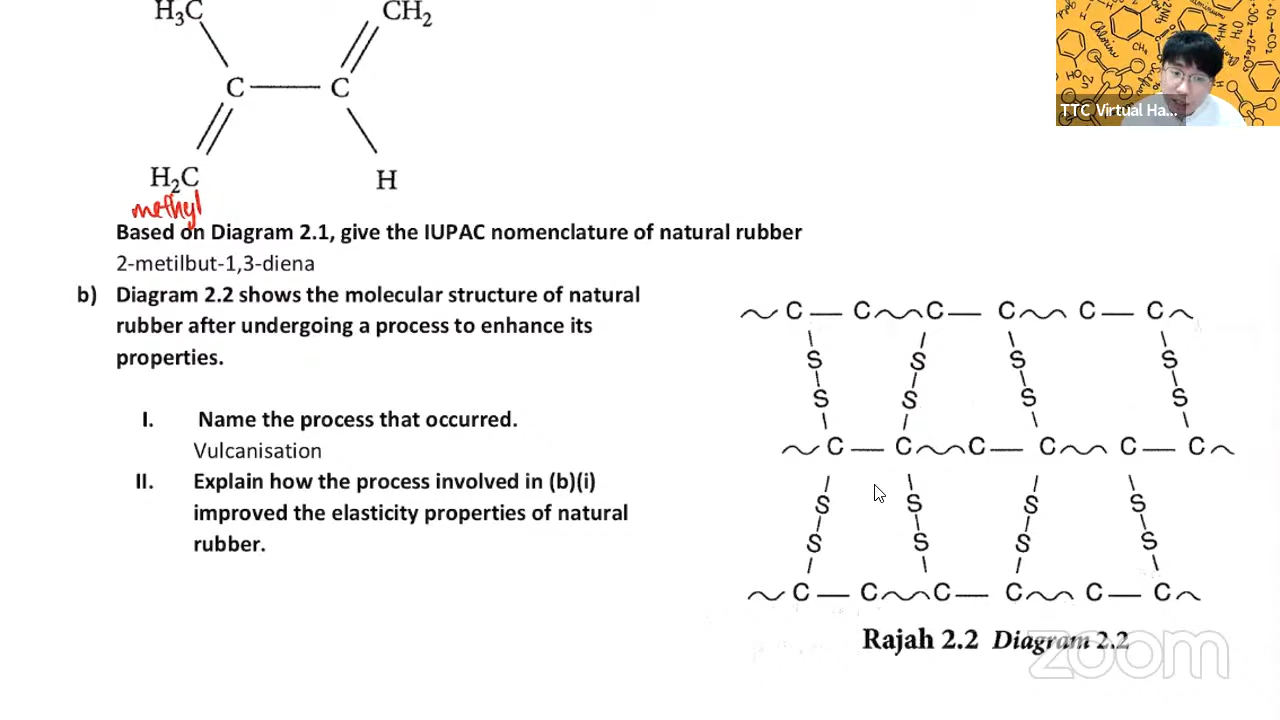 H3C
CH2
C — C
H2C
H
methyl
Based on Diagram 2.1, give the IUPAC nomenclature of natural rubber
2-metilbut-1,3-diena
b) Diagram 2.2 shows the molecular structure of natural
rubber after undergoing a process to enhance its
properties.
I. Name the process that occurred.
Vulcanisation
II. Explain how the process involved in (b)(i)
improved the elasticity properties of natural
rubber.
C — C C — C C — C
S S S S
S S S S
C — C C — C C — C
S S S S
S S S S
C — C C — C C — C
Rajah 2.2 Diagram 2.2
zoom
TTC Virtual Ha...